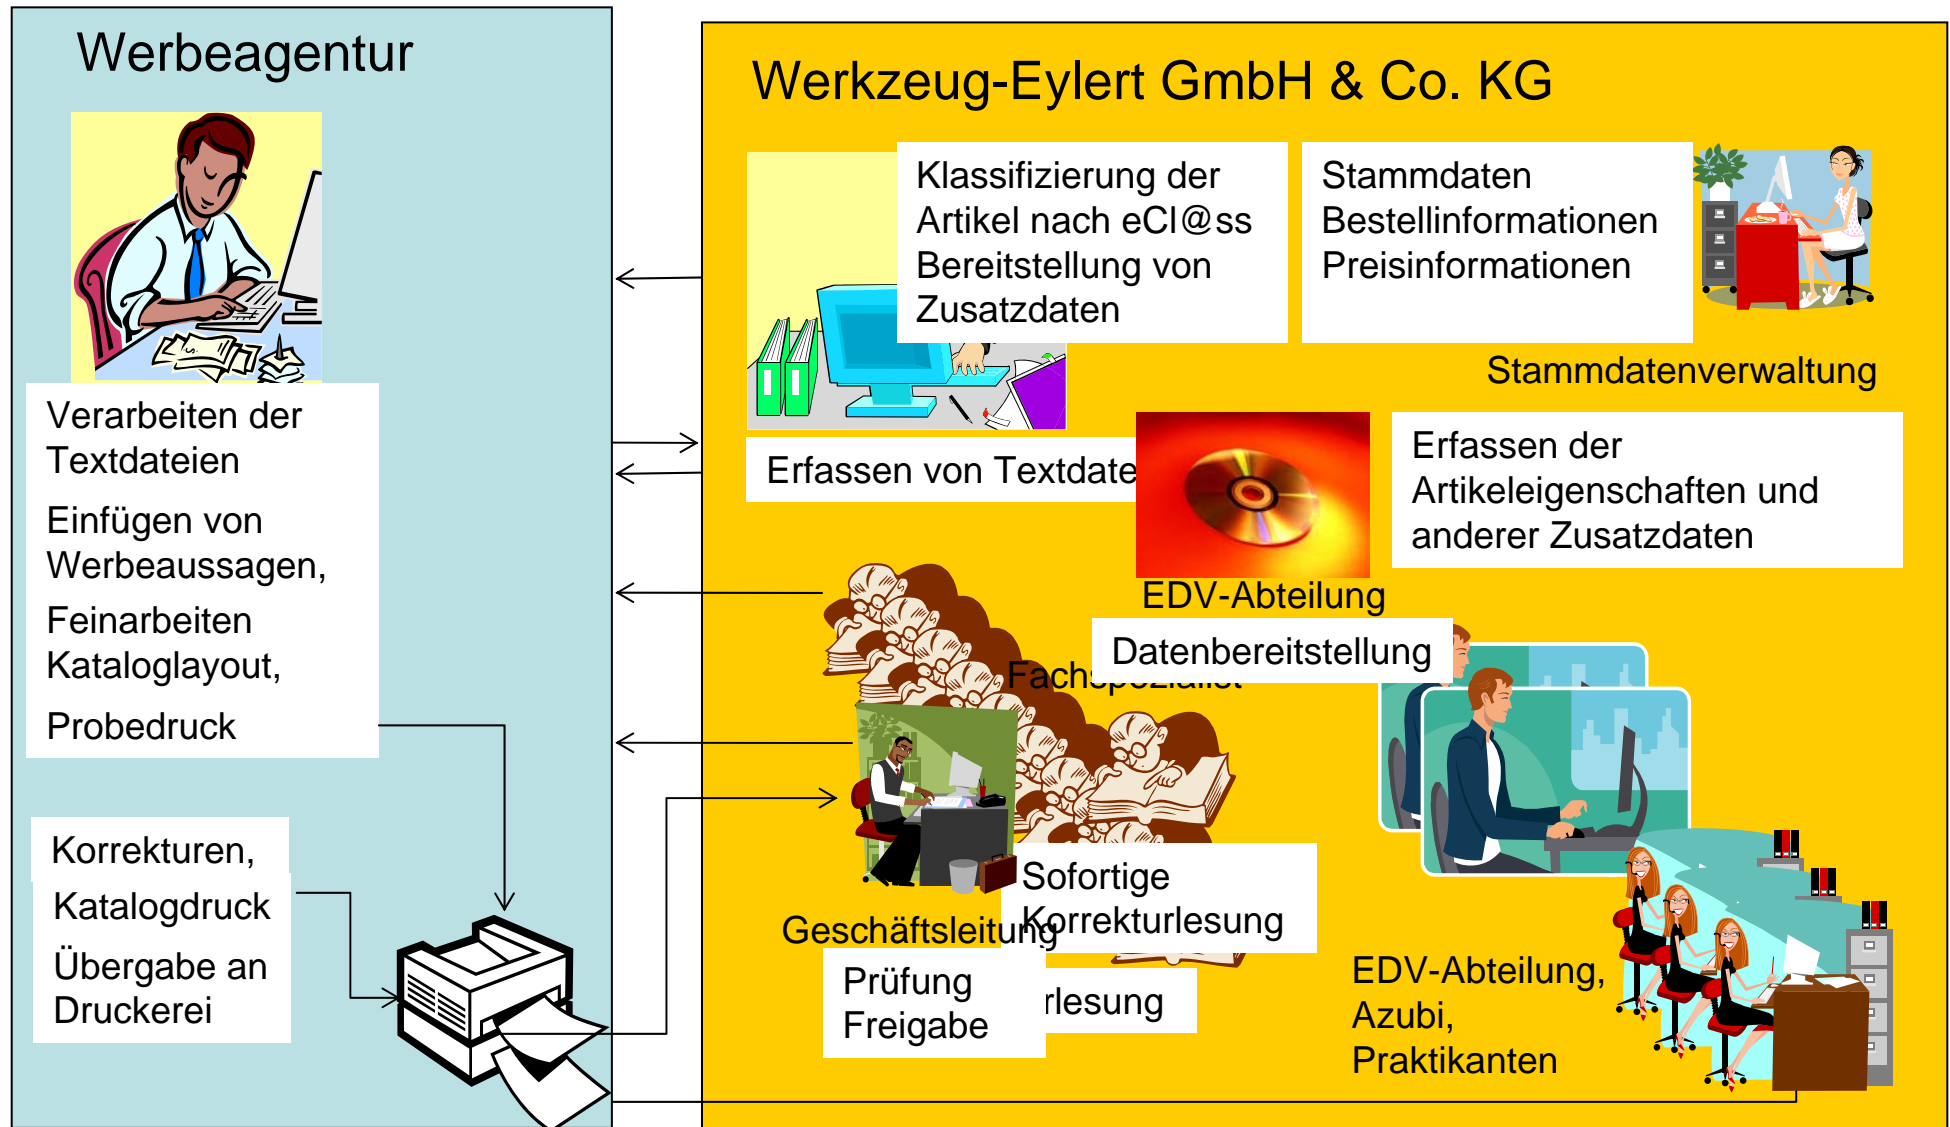 Werbeagentur
Verarbeiten der
Textdateien
Einfügen von
Werbeaussagen,
Feinarbeiten
Kataloglayout,
Probedruck
Korrekturen,
Katalogdruck
Übergabe an
Druckerei
Werkzeug-Eylert GmbH & Co. KG
Klassifizierung der
Artikel nach eCl@ss
Bereitstellung von
Zusatzdaten
Stammdaten
Bestellinformationen
Preisinformationen
Stammdatenverwaltung
Erfassen von Textdate
Erfassen der
Artikeleigenschaften und
anderer Zusatzdaten
EDV-Abteilung
Datenbereitstellung
Fachspezialist
Sofortige
Korrekturlesung
Geschäftsleitung
Prüfung
Freigabe
rlesung
EDV-Abteilung,
Azubi,
Praktikanten